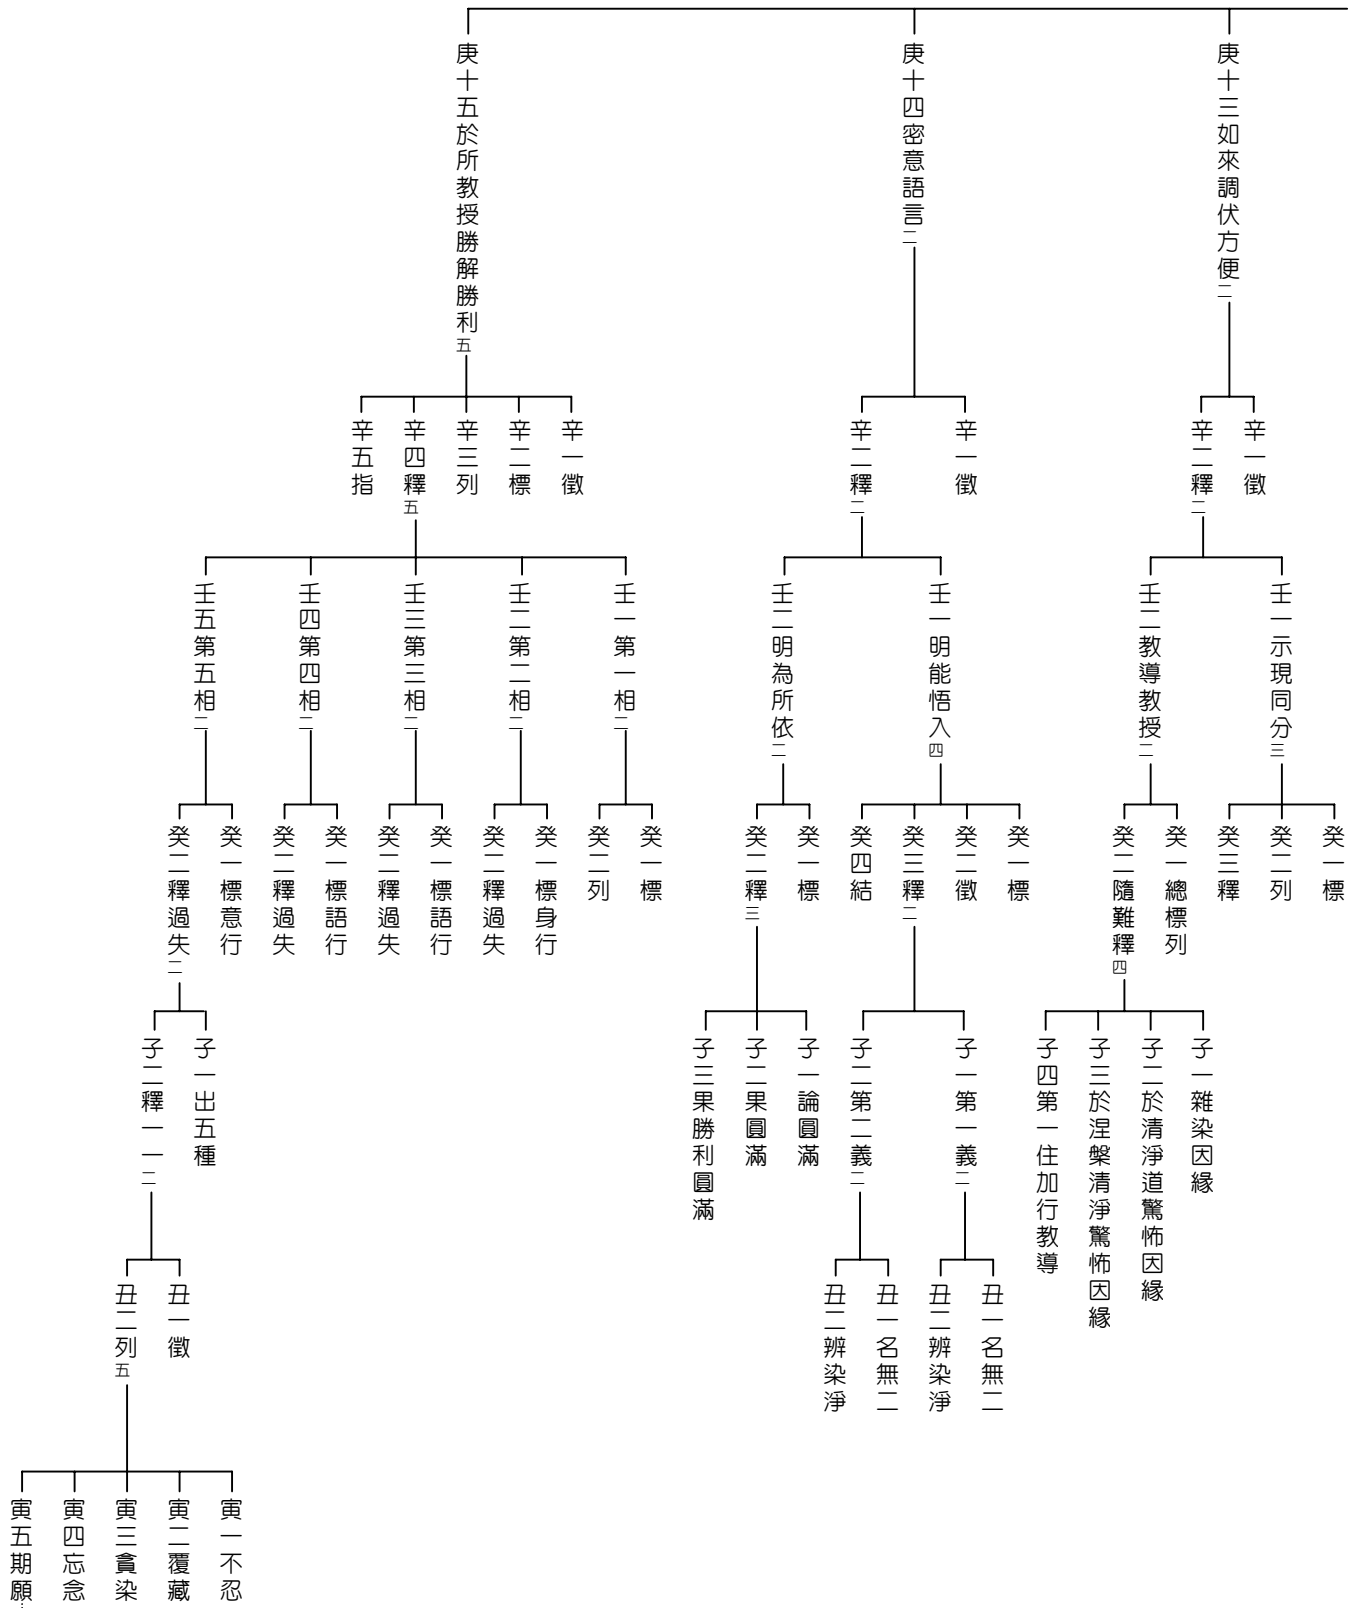 庚十三如來調伏方便二
辛一徵
辛二釋二
壬一示現同分三
癸一標
癸二列
癸三釋
壬二教導教授二
癸一總標列
癸二隨難釋四
子一雜染因緣
子二於清淨道驚怖因緣
子三於涅槃清淨驚怖因緣
子四第一住加行教導
庚十四密意語言二
辛一徵
辛二釋二
壬一明能悟入四
癸一標
癸二徵
癸三釋二
子一第一義二
丑一名無二
丑二辨染淨
子二第二義二
丑一名無二
丑二辨染淨
癸四結
壬二明為所依二
癸一標
癸二釋三
子一論圓滿
子二果圓滿
子三果勝利圓滿
庚十五於所教授勝解勝利五
辛一徵
辛二標
辛三列
辛四釋五
壬一第一相二
癸一標
癸二列
壬二第二相二
癸一標身行
癸二釋過失
壬三第三相二
癸一標語行
癸二釋過失
壬四第四相二
癸一標語行
癸二釋過失
壬五第五相二
癸一標意行
癸二釋過失二
子一出五種
子二釋一一二
丑一徵
丑二列五
寅一不忍
寅二覆藏
寅三貪染
寅四忘念
寅五期願
辛五指